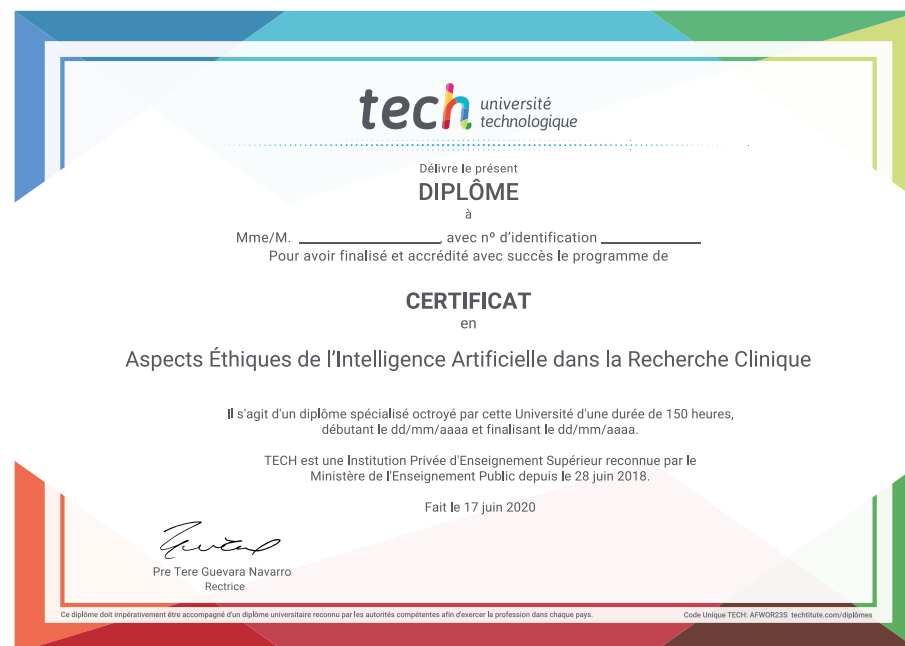 tech université
technologique
Délivre le présent
DIPLÔME
à
Mme/M. ____________________, avec nº d'identification ______________
Pour avoir finalisé et accrédité avec succès le programme de
CERTIFICAT
en
Aspects Éthiques de l'Intelligence Artificielle dans la Recherche Clinique
Il s'agit d'un diplôme spécialisé octroyé par cette Université d'une durée de 150 heures,
débutant le dd/mm/aaaa et finalisant le dd/mm/aaaa.
TECH est une Institution Privée d'Enseignement Supérieur reconnue par le
Ministère de l'Enseignement Public depuis le 28 juin 2018.
Fait le 17 juin 2020
Pre Tere Guevara Navarro
Rectrice
Ce diplôme doit impérativement être accompagné d'un diplôme universitaire reconnu par les autorités compétentes afin d'exercer la profession dans chaque pays.
Code Unique TECH: AFWOR23S techtitute.com/diplômes